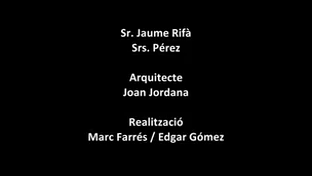 Sr. Jaume Rifà
Srs. Pérez
Arquitecte
Joan Jordana
Realització
Marc Farrés / Edgar Gómez